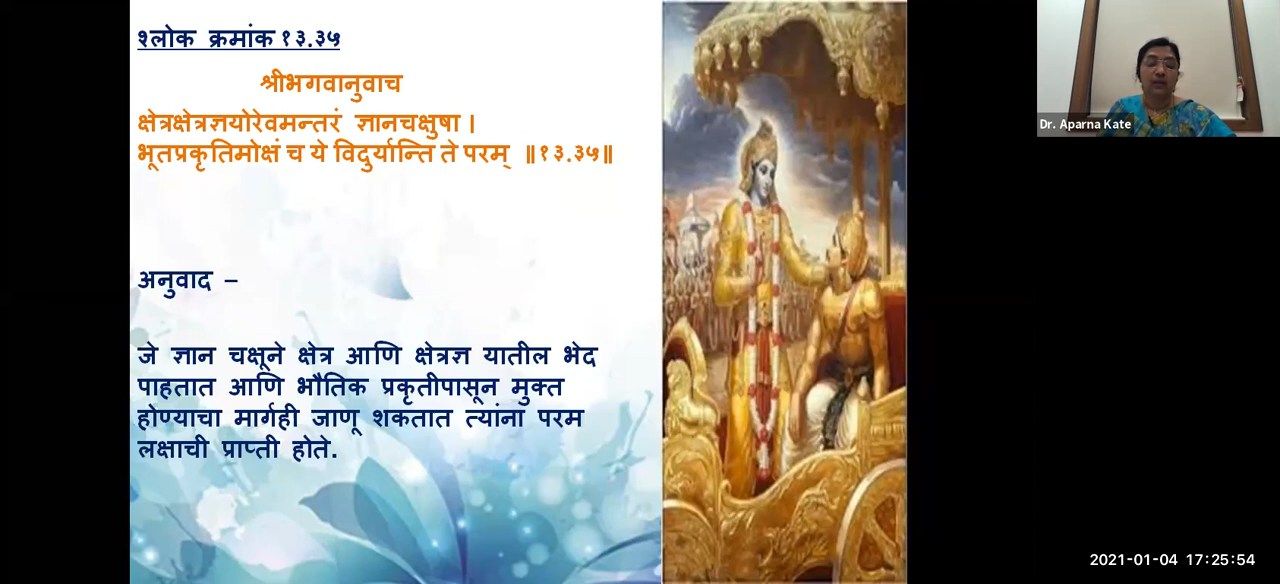 श्लोक क्रमांक १३.३५
श्रीभगवानुवाच
क्षेत्रक्षेत्रज्ञयोरेवमन्तरं ज्ञानचक्षुषा ।
भूतप्रकृतिमोक्षं च ये विदुर्यान्ति ते परम् ॥१३.३५॥
अनुवाद –
जे ज्ञान चक्षूने क्षेत्र आणि क्षेत्रज्ञ यातील भेद
पाहतात आणि भौतिक प्रकृतीपासून मुक्त
होण्याचा मार्गही जाणू शकतात त्यांना परम
लक्षाची प्राप्ती होते.
Dr. Aparna Kate
2021-01-04 17:25:54